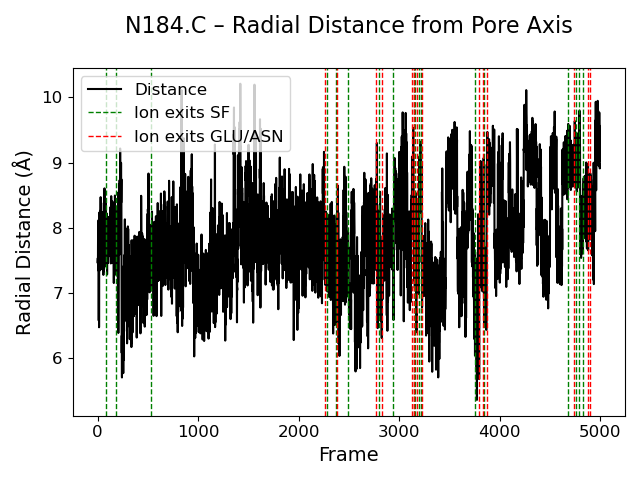 N184.C – Radial Distance from Pore Axis
Distance
Ion exits SF
Ion exits GLU/ASN
Radial Distance (Å)
10
9
8
7
6
0
1000
2000
3000
4000
5000
Frame